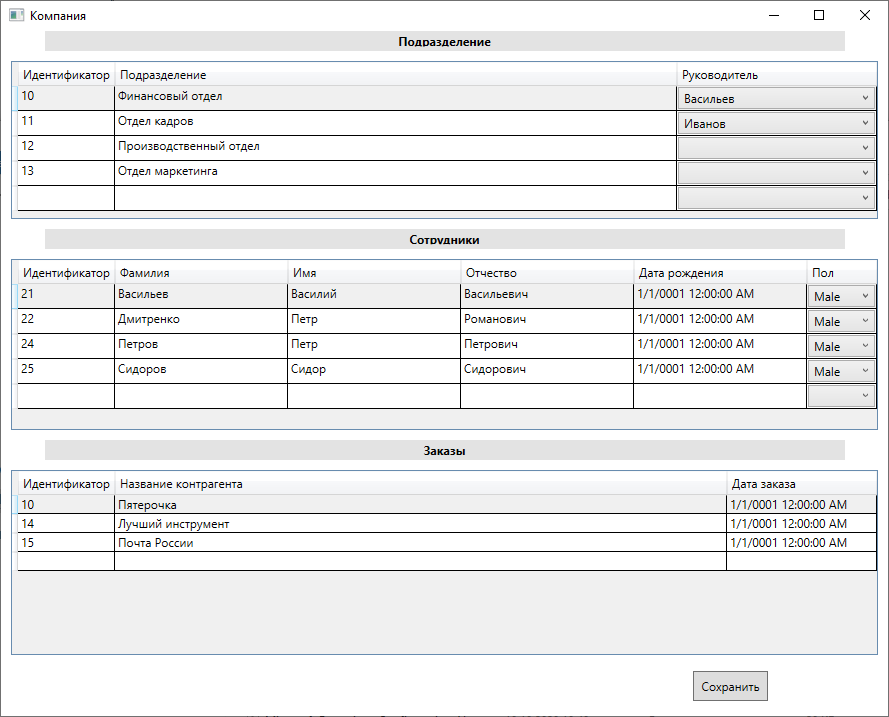 Компания
Подразделение
Идентификатор Подразделение Руководитель
10 Финансовый отдел Васильев
11 Отдел кадров Иванов
12 Производственный отдел
13 Отдел маркетинга
Сотрудники
Идентификатор Фамилия Имя Отчество Дата рождения Пол
21 Васильев Василий Васильевич 1/1/0001 12:00:00 AM Male
22 Дмитренко Петр Романович 1/1/0001 12:00:00 AM Male
24 Петров Петр Петрович 1/1/0001 12:00:00 AM Male
25 Сидоров Сидор Сидорович 1/1/0001 12:00:00 AM Male
Заказы
Идентификатор Название контрагента Дата заказа
10 Пятерочка 1/1/0001 12:00:00 AM
14 Лучший инструмент 1/1/0001 12:00:00 AM
15 Почта России 1/1/0001 12:00:00 AM
Сохранить